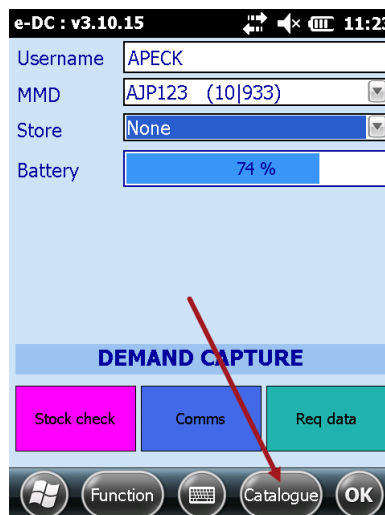 e-DC : v3.10.15 11:23
Username APECK
MMD AJP123 (10|933)
Store None
Battery 74 %
DEMAND CAPTURE
Stock check Comms Req data
Function Catalogue OK